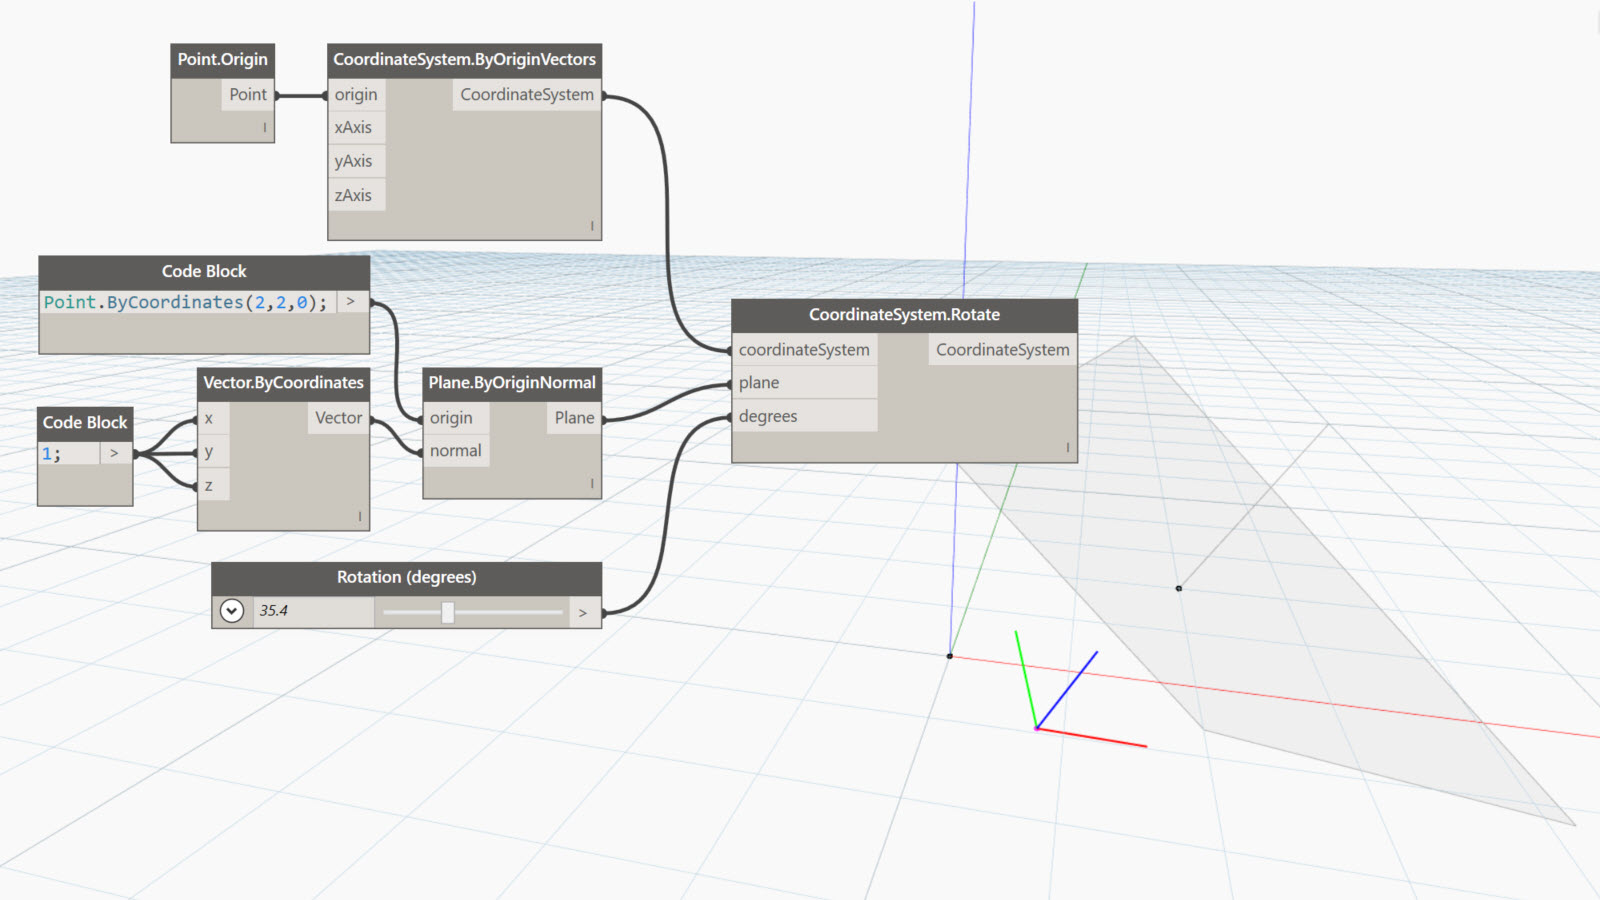 Point.Origin
Point
CoordinateSystem.ByOriginVectors
origin
CoordinateSystem
xAxis
yAxis
zAxis
Code Block
Point.ByCoordinates(2,2,0);
>
Code Block
1;
>
Vector.ByCoordinates
x
Vector
y
z
Plane.ByOriginNormal
origin
Plane
normal
Rotation (degrees)
35.4
>
CoordinateSystem.Rotate
coordinateSystem
CoordinateSystem
plane
degrees